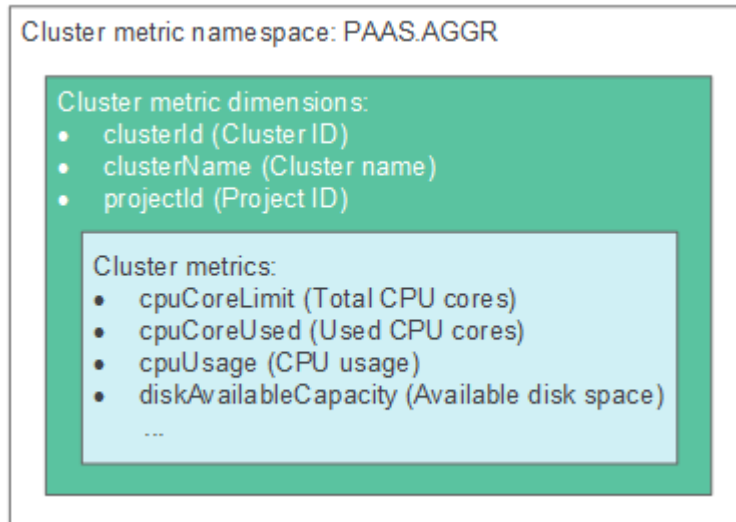 Cluster metric namespace: PAAS.AGGR
Cluster metric dimensions:
• clusterId (Cluster ID)
• clusterName (Cluster name)
• projectId (Project ID)
Cluster metrics:
• cpuCoreLimit (Total CPU cores)
• cpuCoreUsed (Used CPU cores)
• cpuUsage (CPU usage)
• diskAvailableCapacity (Available disk space)
...